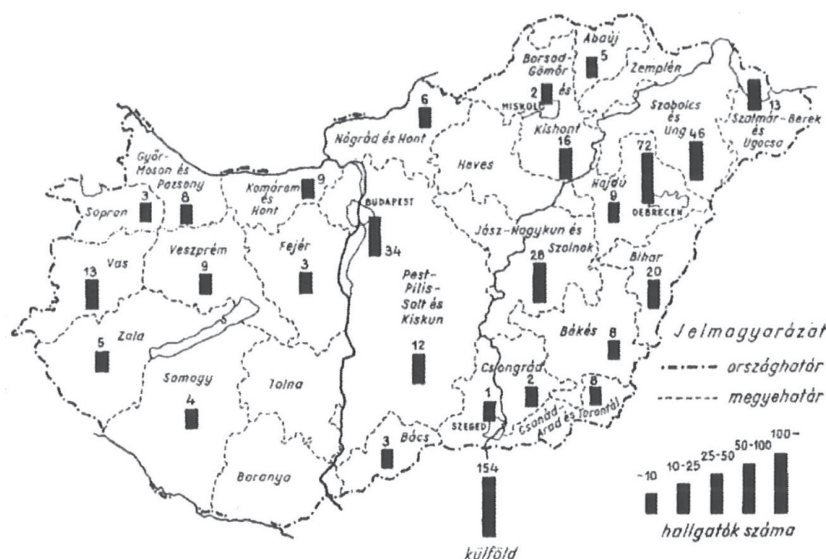 Abaúj
5
Borsod-
Gömör
és
2
MISKOLC
Kishont
16
Zemplén
13
Szatmár-Bereg
és
Ugocsa
Szabolcs
és
Ung
46
6
Nógrád és Hont
Heves
72
Hajdú
9
DEBRECEN
Győr-
Moson és
Pozsony
8
Sopron
3
Komárom
és
Hont
9
BUDAPEST
34
Jász-Nagykun és
Szolnok
28
Bihar
20
Vas
13
Veszprém
9
Fejér
3
Pest-
Pilis-
Solt és
Kiskun
12
Békés
8
Zala
5
Somogy
4
Tolna
Baranya
Csongrád
2
1
SZEGED
Csanád
Arad és Torontál
8
Bács
3
154
külföld
Jelmagyarázat
országhatár
megyehatár
-10
10-25
25-50
50-100
100-
hallgatók száma